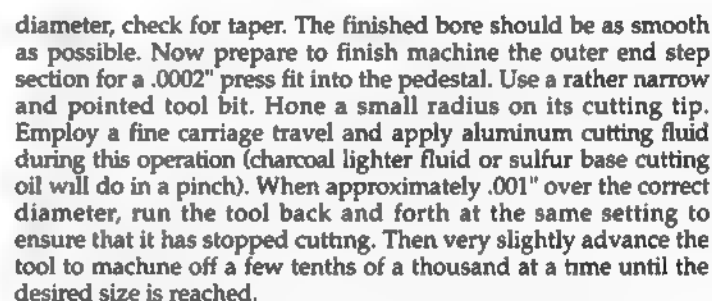 diameter, check for taper. The finished bore should be as smooth
as possible. Now prepare to finish machine the outer end step
section for a .0002" press fit into the pedestal. Use a rather narrow
and pointed tool bit. Hone a small radius on its cutting tip.
Employ a fine carriage travel and apply aluminum cutting fluid
during this operation (charcoal lighter fluid or sulfur base cutting
oil will do in a pinch). When approximately .001" over the correct
diameter, run the tool back and forth at the same setting to
ensure that it has stopped cutting. Then very slightly advance the
tool to machine off a few tenths of a thousand at a time until the
desired size is reached.